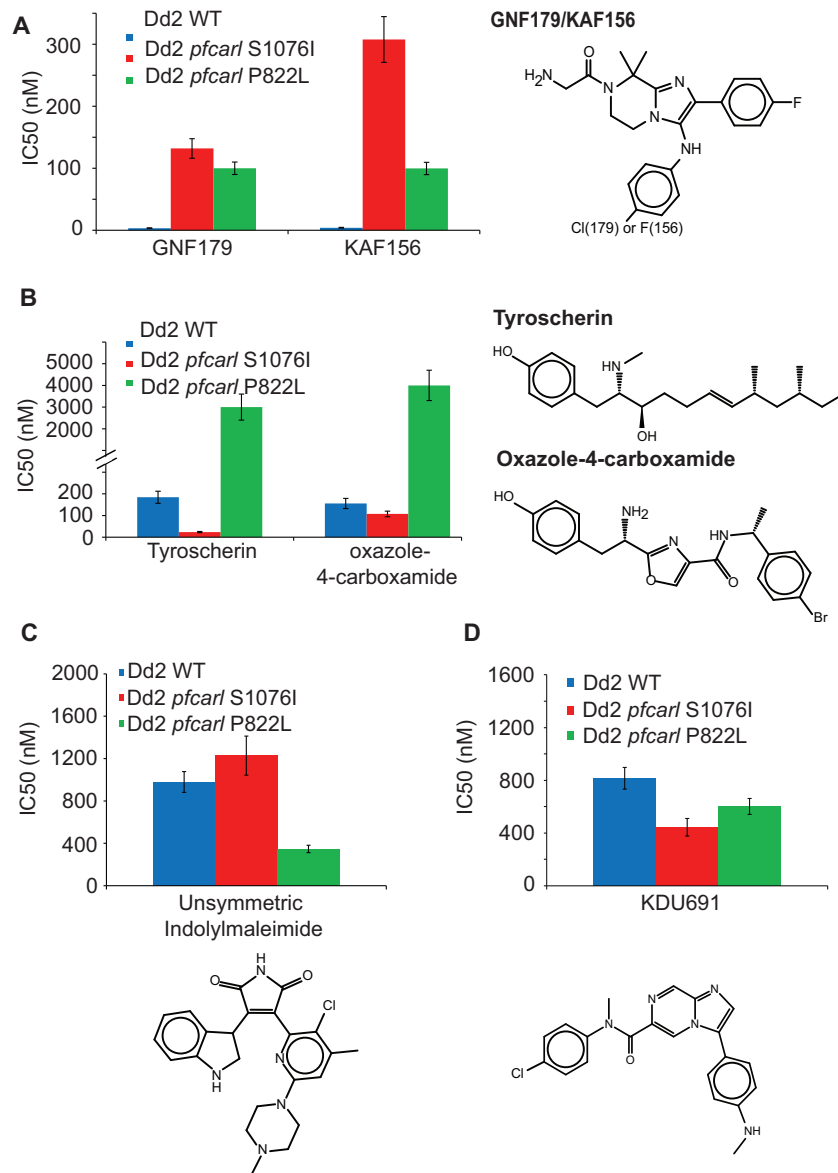 A
Dd2 WT
Dd2 pfcarl S1076I
Dd2 pfcarl P822L
IC50 (nM)
300
200
100
0
GNF179
KAF156
GNF179/KAF156
H₂N
O
N
N
N
F
NH
Cl(179) or F(156)
B
Dd2 WT
Dd2 pfcarl S1076I
Dd2 pfcarl P822L
IC50 (nM)
5000
4000
3000
2000
200
100
0
Tyroscherin
oxazole-
4-carboxamide
Tyroscherin
HO
HN
OH
Oxazole-4-carboxamide
HO
NH2
N
H
N
O
O
Br
C
Dd2 WT
Dd2 pfcarl S1076I
Dd2 pfcarl P822L
IC50 (nM)
2000
1600
1200
800
400
0
Unsymmetric
Indolylmaleimide
H
N
O
O
Cl
N
N
H
N
N
D
Dd2 WT
Dd2 pfcarl S1076I
Dd2 pfcarl P822L
IC50 (nM)
1600
1200
800
400
0
KDU691
N
N
N
N
O
Cl
NH